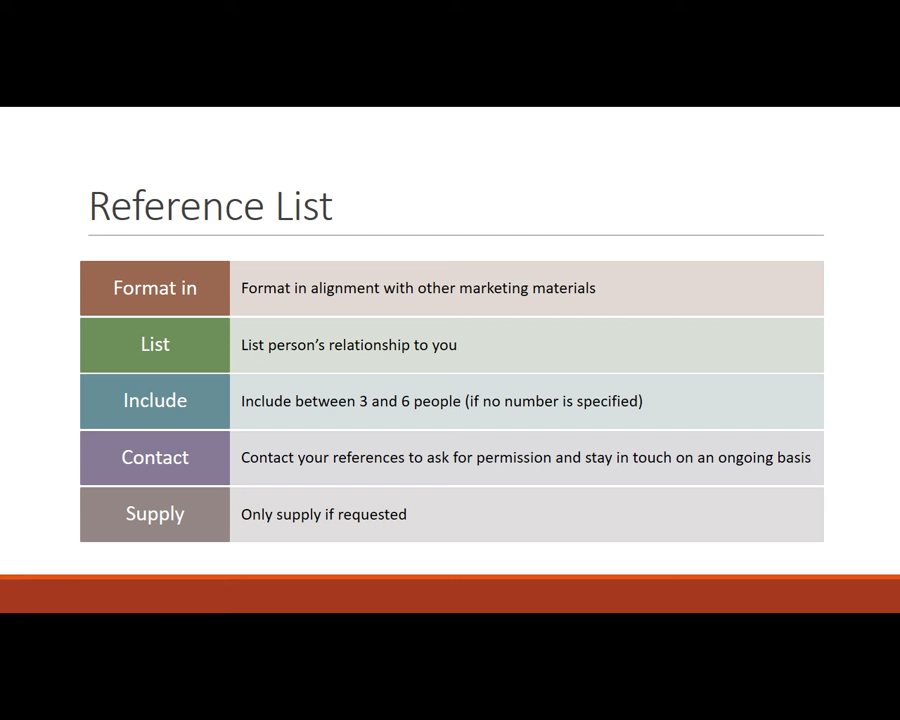 Reference List
Format in
Format in alignment with other marketing materials
List
List person’s relationship to you
Include
Include between 3 and 6 people (if no number is specified)
Contact
Contact your references to ask for permission and stay in touch on an ongoing basis
Supply
Only supply if requested